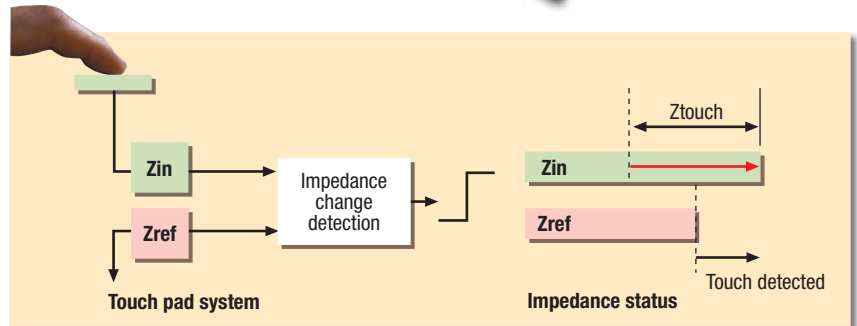 Ztouch
Zin
Zin
Impedance
change
detection
Zref
Zref
Touch detected
Touch pad system
Impedance status